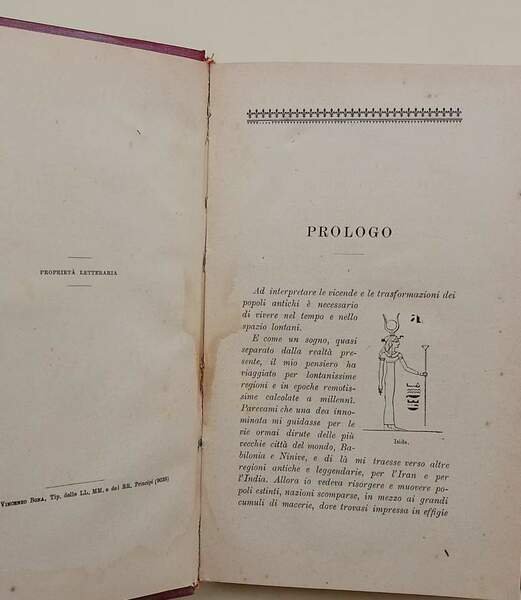 PROPRIETÀ LETTERARIA
VINCENZO BONA, Tip. delle LL. MM. e dei RR. Principi (9038)
PROLOGO
Ad interpretare le vicende e le trasformazioni dei
popoli antichi è necessario
di vivere nel tempo e nello
spazio lontani.
E come un sogno, quasi
separato dalla realtà pre-
sente, il mio pensiero ha
viaggiato per lontanissime
regioni e in epoche remotis-
sime calcolate a millennî.
Parevami che una dea inno-
minata mi guidasse per le
vie ormai dirute delle più
vecchie città del mondo, Ba-
bilonia e Ninive, e di là mi traesse verso altre
regioni antiche e leggendarie, per l'Iran e per
l'India. Allora io vedeva risorgere e muovere po-
poli estinti, nazioni scomparse, in mezzo ai grandi
cumuli di macerie, dove trovasi impressa in effigie
Iside.